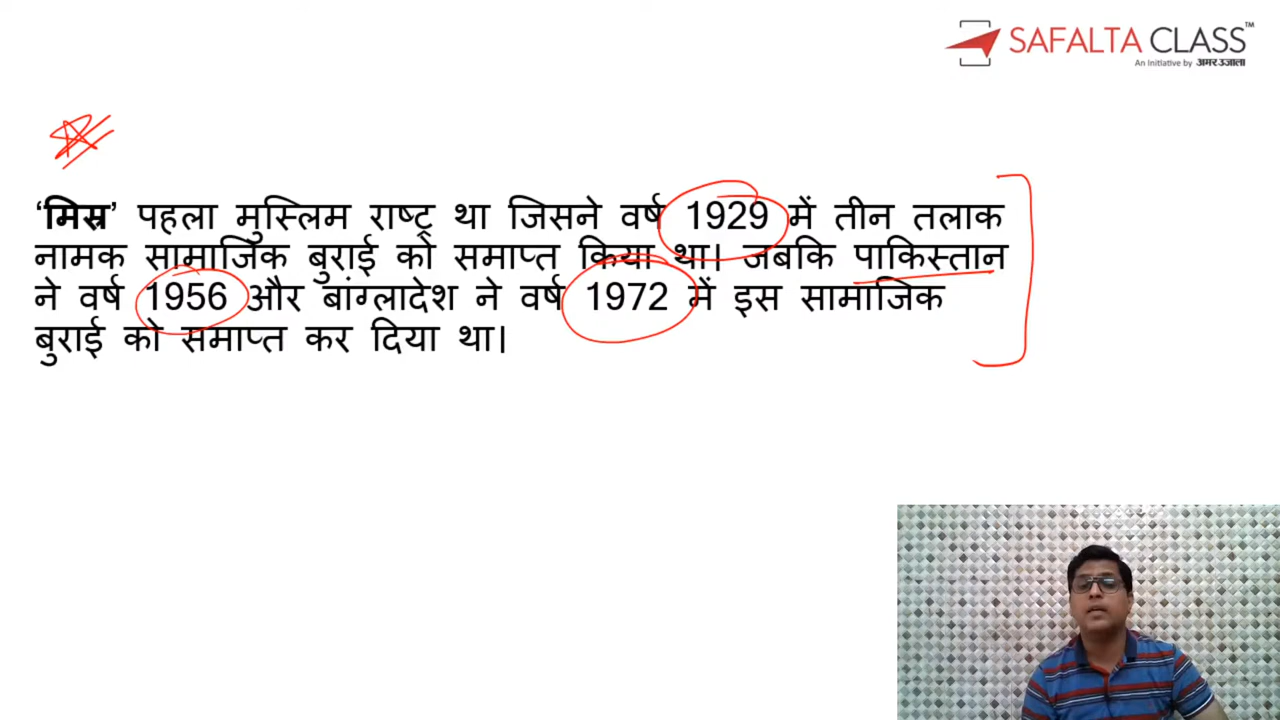 SAFALTA CLASS™
An Initiative by अमर उजाला
‘मिस्र’ पहला मुस्लिम राष्ट्र था जिसने वर्ष 1929 में तीन तलाक
नामक सामाजिक बुराई को समाप्त किया था। जबकि पाकिस्तान
ने वर्ष 1956 और बांग्लादेश ने वर्ष 1972 में इस सामाजिक
बुराई को समाप्त कर दिया था।